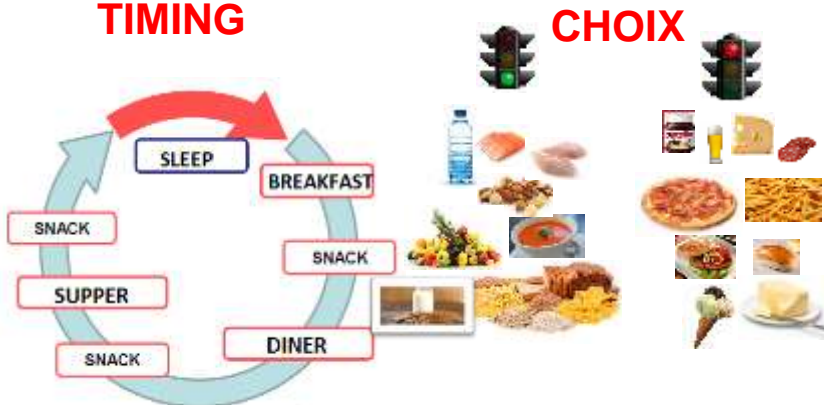 TIMING
CHOIX
SLEEP
BREAKFAST
SNACK
SNACK
SUPPER
DINER
SNACK